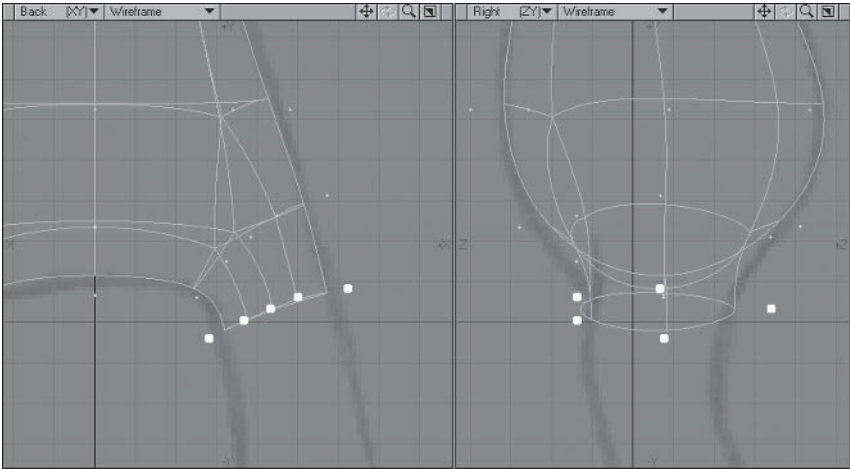 Back (XY) Wireframe
Right (ZY) Wireframe
+Y
+Y
-X
+X
-Z
+Z
-Y
-Y